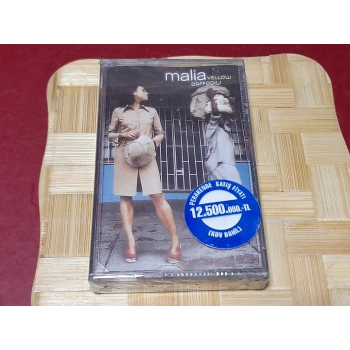 malia YELLOW
DAFFODILS
PERAKENDE SATIŞ FİYATI
12.500.000.-TL
(KDV DAHİL)